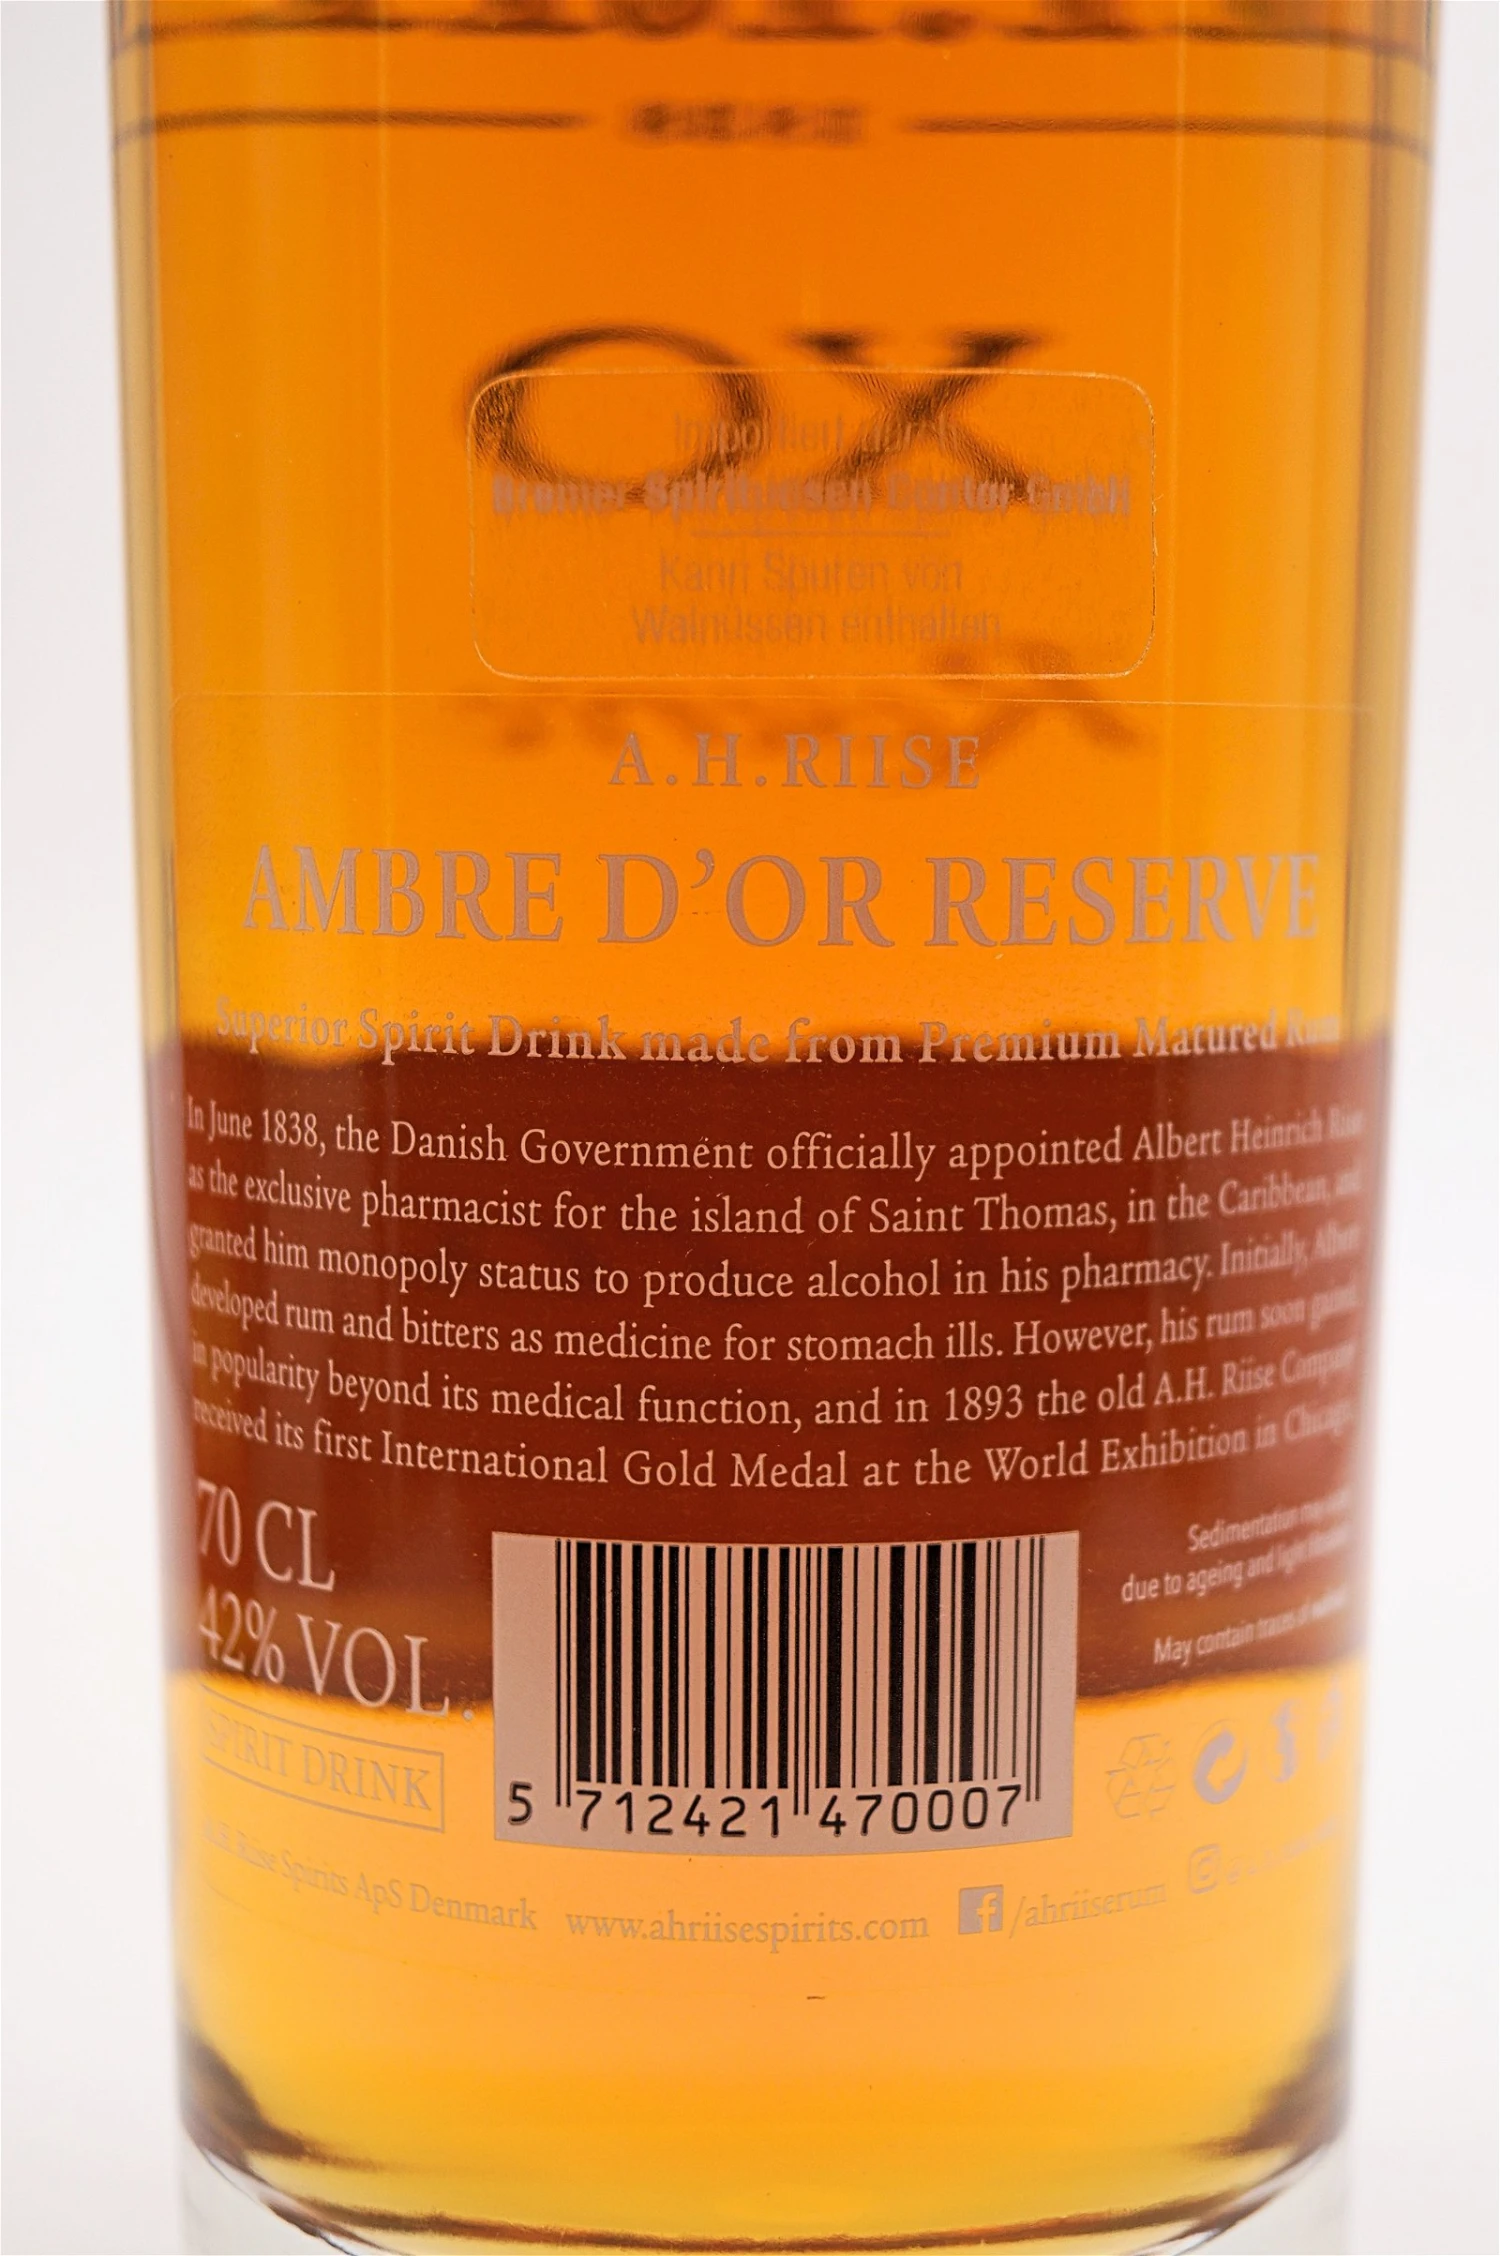 Importiert durch
Bremer Spirituosen Contor GmbH
Kann Spuren von
Walnüssen enthalten
A.H.RIISE
AMBRE D'OR RESERVE
Superior Spirit Drink made from Premium Matured Rum
In June 1838, the Danish Government officially appointed Albert Heinrich Riise
as the exclusive pharmacist for the island of Saint Thomas, in the Caribbean, and
granted him monopoly status to produce alcohol in his pharmacy. Initially, Albert
developed rum and bitters as medicine for stomach ills. However, his rum soon gained
in popularity beyond its medical function, and in 1893 the old A.H. Riise Company
received its first International Gold Medal at the World Exhibition in Chicago.
70 CL
42% VOL.
SPIRIT DRINK
Sedimentation may
due to ageing and light
May contain traces of
5 712421 470007
A.H. Riise Spirits ApS Denmark www.ahriisespirits.com /ahriiserum